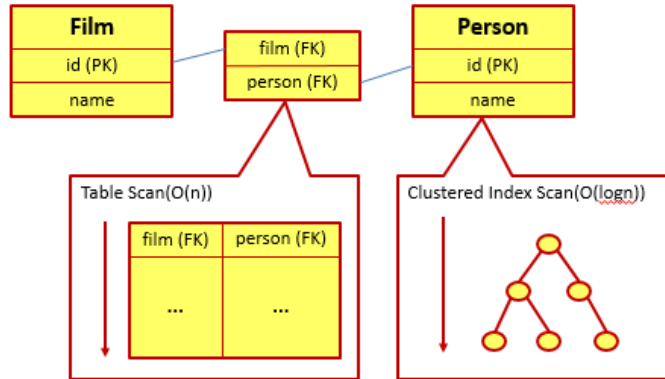 Film
id (PK)
name
film (FK)
person (FK)
Person
id (PK)
name
Table Scan(O(n))
film (FK) person (FK)
... ...
Clustered Index Scan(O(logn))